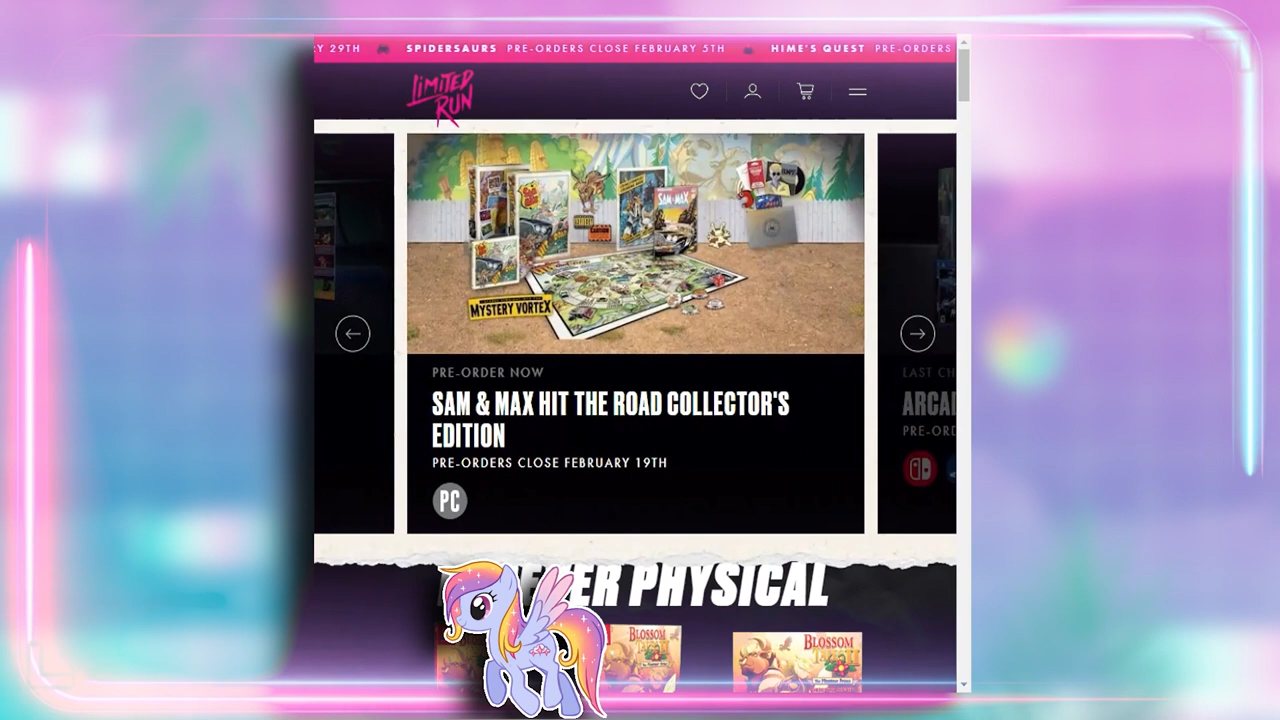 Y 29TH SPIDERSAURS PRE-ORDERS CLOSE FEBRUARY 5TH HIME'S QUEST PRE-ORDERS
LIMITED
RUN
SAM & MAX
MYSTERY VORTEX
PRE-ORDER NOW
SAM & MAX HIT THE ROAD COLLECTOR'S
EDITION
PRE-ORDERS CLOSE FEBRUARY 19TH
PC
LAST CH
ARCA
PRE-ORD
ER PHYSICAL
BLOSSOM
BLOSSOM